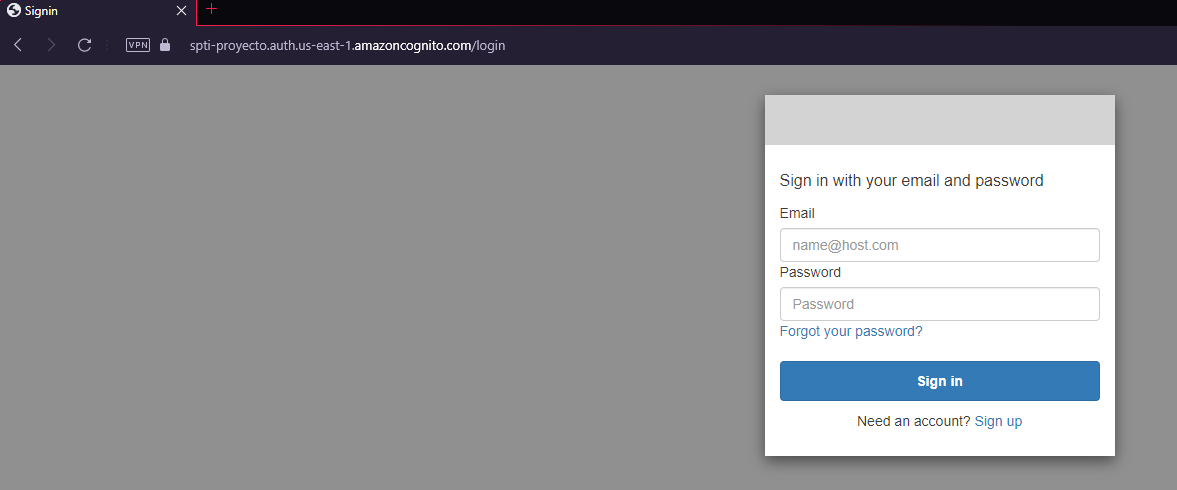 Signin
VPN spti-proyecto.auth.us-east-1.amazoncognito.com/login
Sign in with your email and password
Email
name@host.com
Password
Password
Forgot your password?
Sign in
Need an account? Sign up